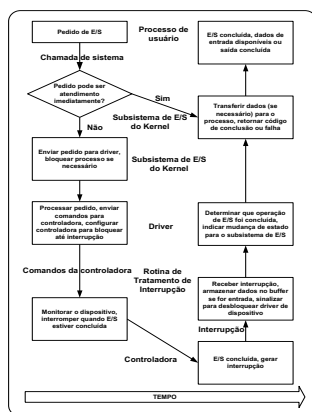 Pedido de E/S
Processo de
usuário
E/S concluída, dados de
entrada disponíveis ou
saída concluída
Chamada de sistema
Pedido pode ser
atendimento
imediatamente?
Sim
Subsistema de E/S
do Kernel
Transferir dados (se
necessário) para o
processo, retornar código
de conclusão ou falha
Não
Enviar pedido para driver,
bloquear processo se
necessário
Subsistema de E/S
do Kernel
Processar pedido, enviar
comandos para
controladora, configurar
controladora para bloquear
até interrupção
Driver
Determinar que operação
de E/S foi concluída,
indicar mudança de estado
para o subsistema de E/S
Comandos da controladora
Rotina de
Tratamento de
Interrupção
Receber interrupção,
armazenar dados no buffer
se for entrada, sinalizar
para desbloquear driver de
dispositivo
Monitorar o dispositivo,
interromper quando E/S
estiver concluída
Interrupção
Controladora
E/S concluída, gerar
interrupção
TEMPO